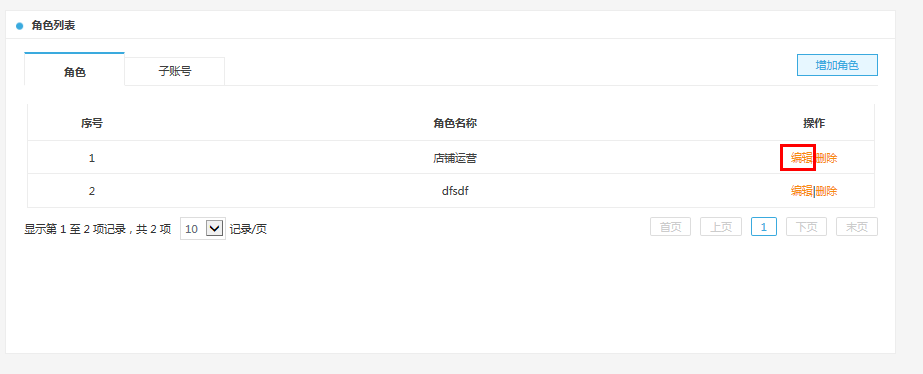 角色列表
角色 子账号 增加角色
序号 角色名称 操作
1 店铺运营 编辑|删除
2 dfsdf 编辑|删除
显示第 1 至 2 项记录，共 2 项 10 记录/页 首页 上页 1 下页 末页